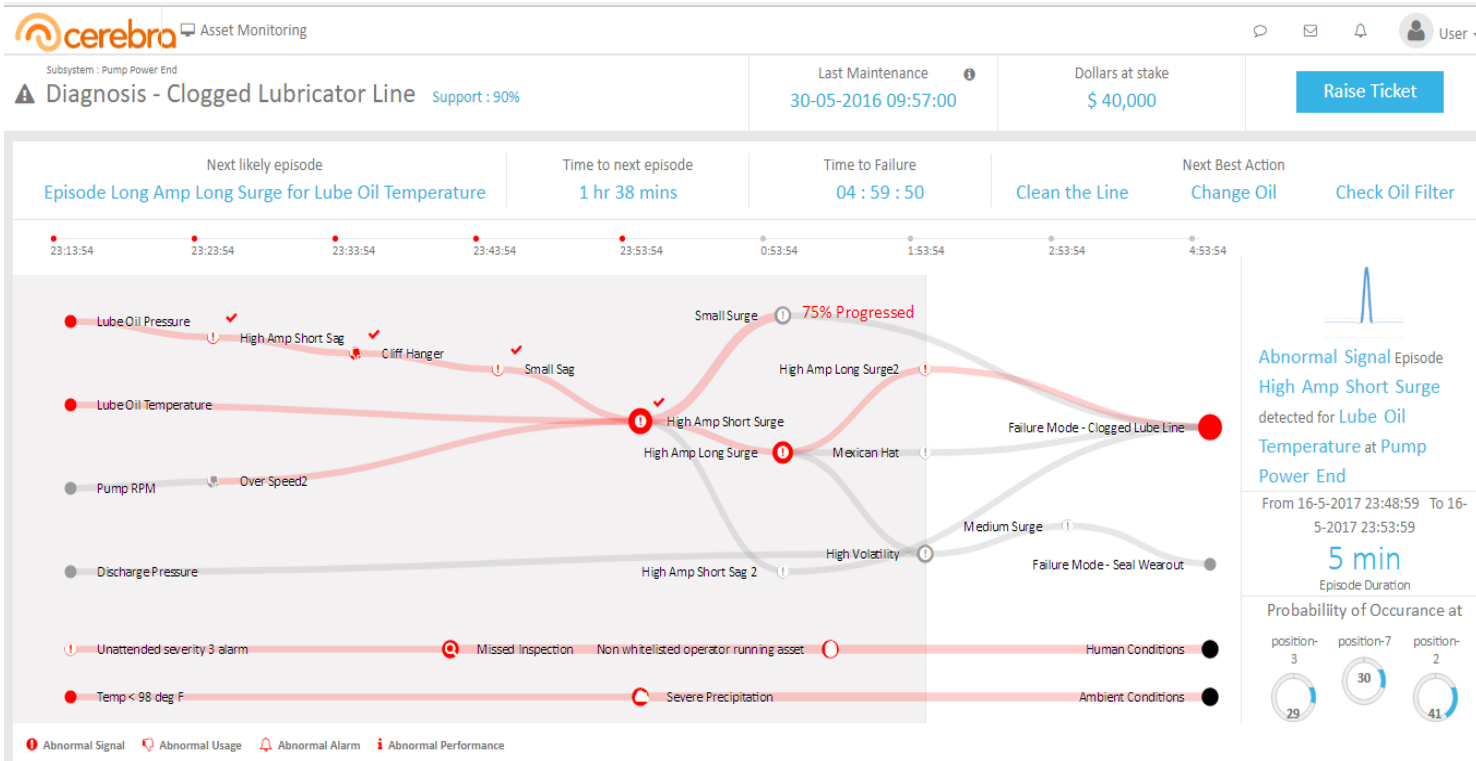 cerebra
Asset Monitoring
User
Subsystem : Pump Power End
Diagnosis - Clogged Lubricator Line Support : 90%
Last Maintenance
30-05-2016 09:57:00
Dollars at stake
$ 40,000
Raise Ticket
Next likely episode
Episode Long Amp Long Surge for Lube Oil Temperature
Time to next episode
1 hr 38 mins
Time to Failure
04 : 59 : 50
Next Best Action
Clean the Line Change Oil Check Oil Filter
23:13:54 23:23:54 23:33:54 23:43:54 23:53:54 0:53:54 1:53:54 2:53:54 4:53:54
Lube Oil Pressure
High Amp Short Sag
Cliff Hanger
Small Sag
Small Surge
75% Progressed
High Amp Long Surge2
Lube Oil Temperature
High Amp Short Surge
Failure Mode - Clogged Lube Line
High Amp Long Surge
Mexican Hat
Pump RPM
Over Speed2
Medium Surge
High Volatility
Discharge Pressure
High Amp Short Sag 2
Failure Mode - Seal Wearout
Unattended severity 3 alarm
Missed Inspection
Non whitelisted operator running asset
Human Conditions
Temp < 98 deg F
Severe Precipitation
Ambient Conditions
Abnormal Signal Episode
High Amp Short Surge
detected for Lube Oil
Temperature at Pump
Power End
From 16-5-2017 23:48:59 To 16-
5-2017 23:53:59
5 min
Episode Duration
Probabiliity of Occurance at
position-
3
29
position-7
30
position-
2
41
Abnormal Signal Abnormal Usage Abnormal Alarm Abnormal Performance